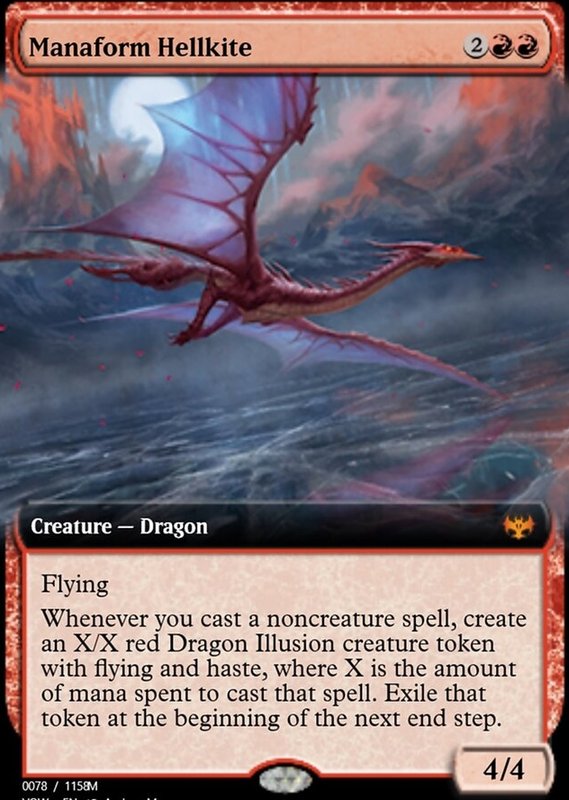 Manaform Hellkite 2
Creature — Dragon
Flying
Whenever you cast a noncreature spell, create
an X/X red Dragon Illusion creature token
with flying and haste, where X is the amount
of mana spent to cast that spell. Exile that
token at the beginning of the next end step.
4/4
0078 / 1158M